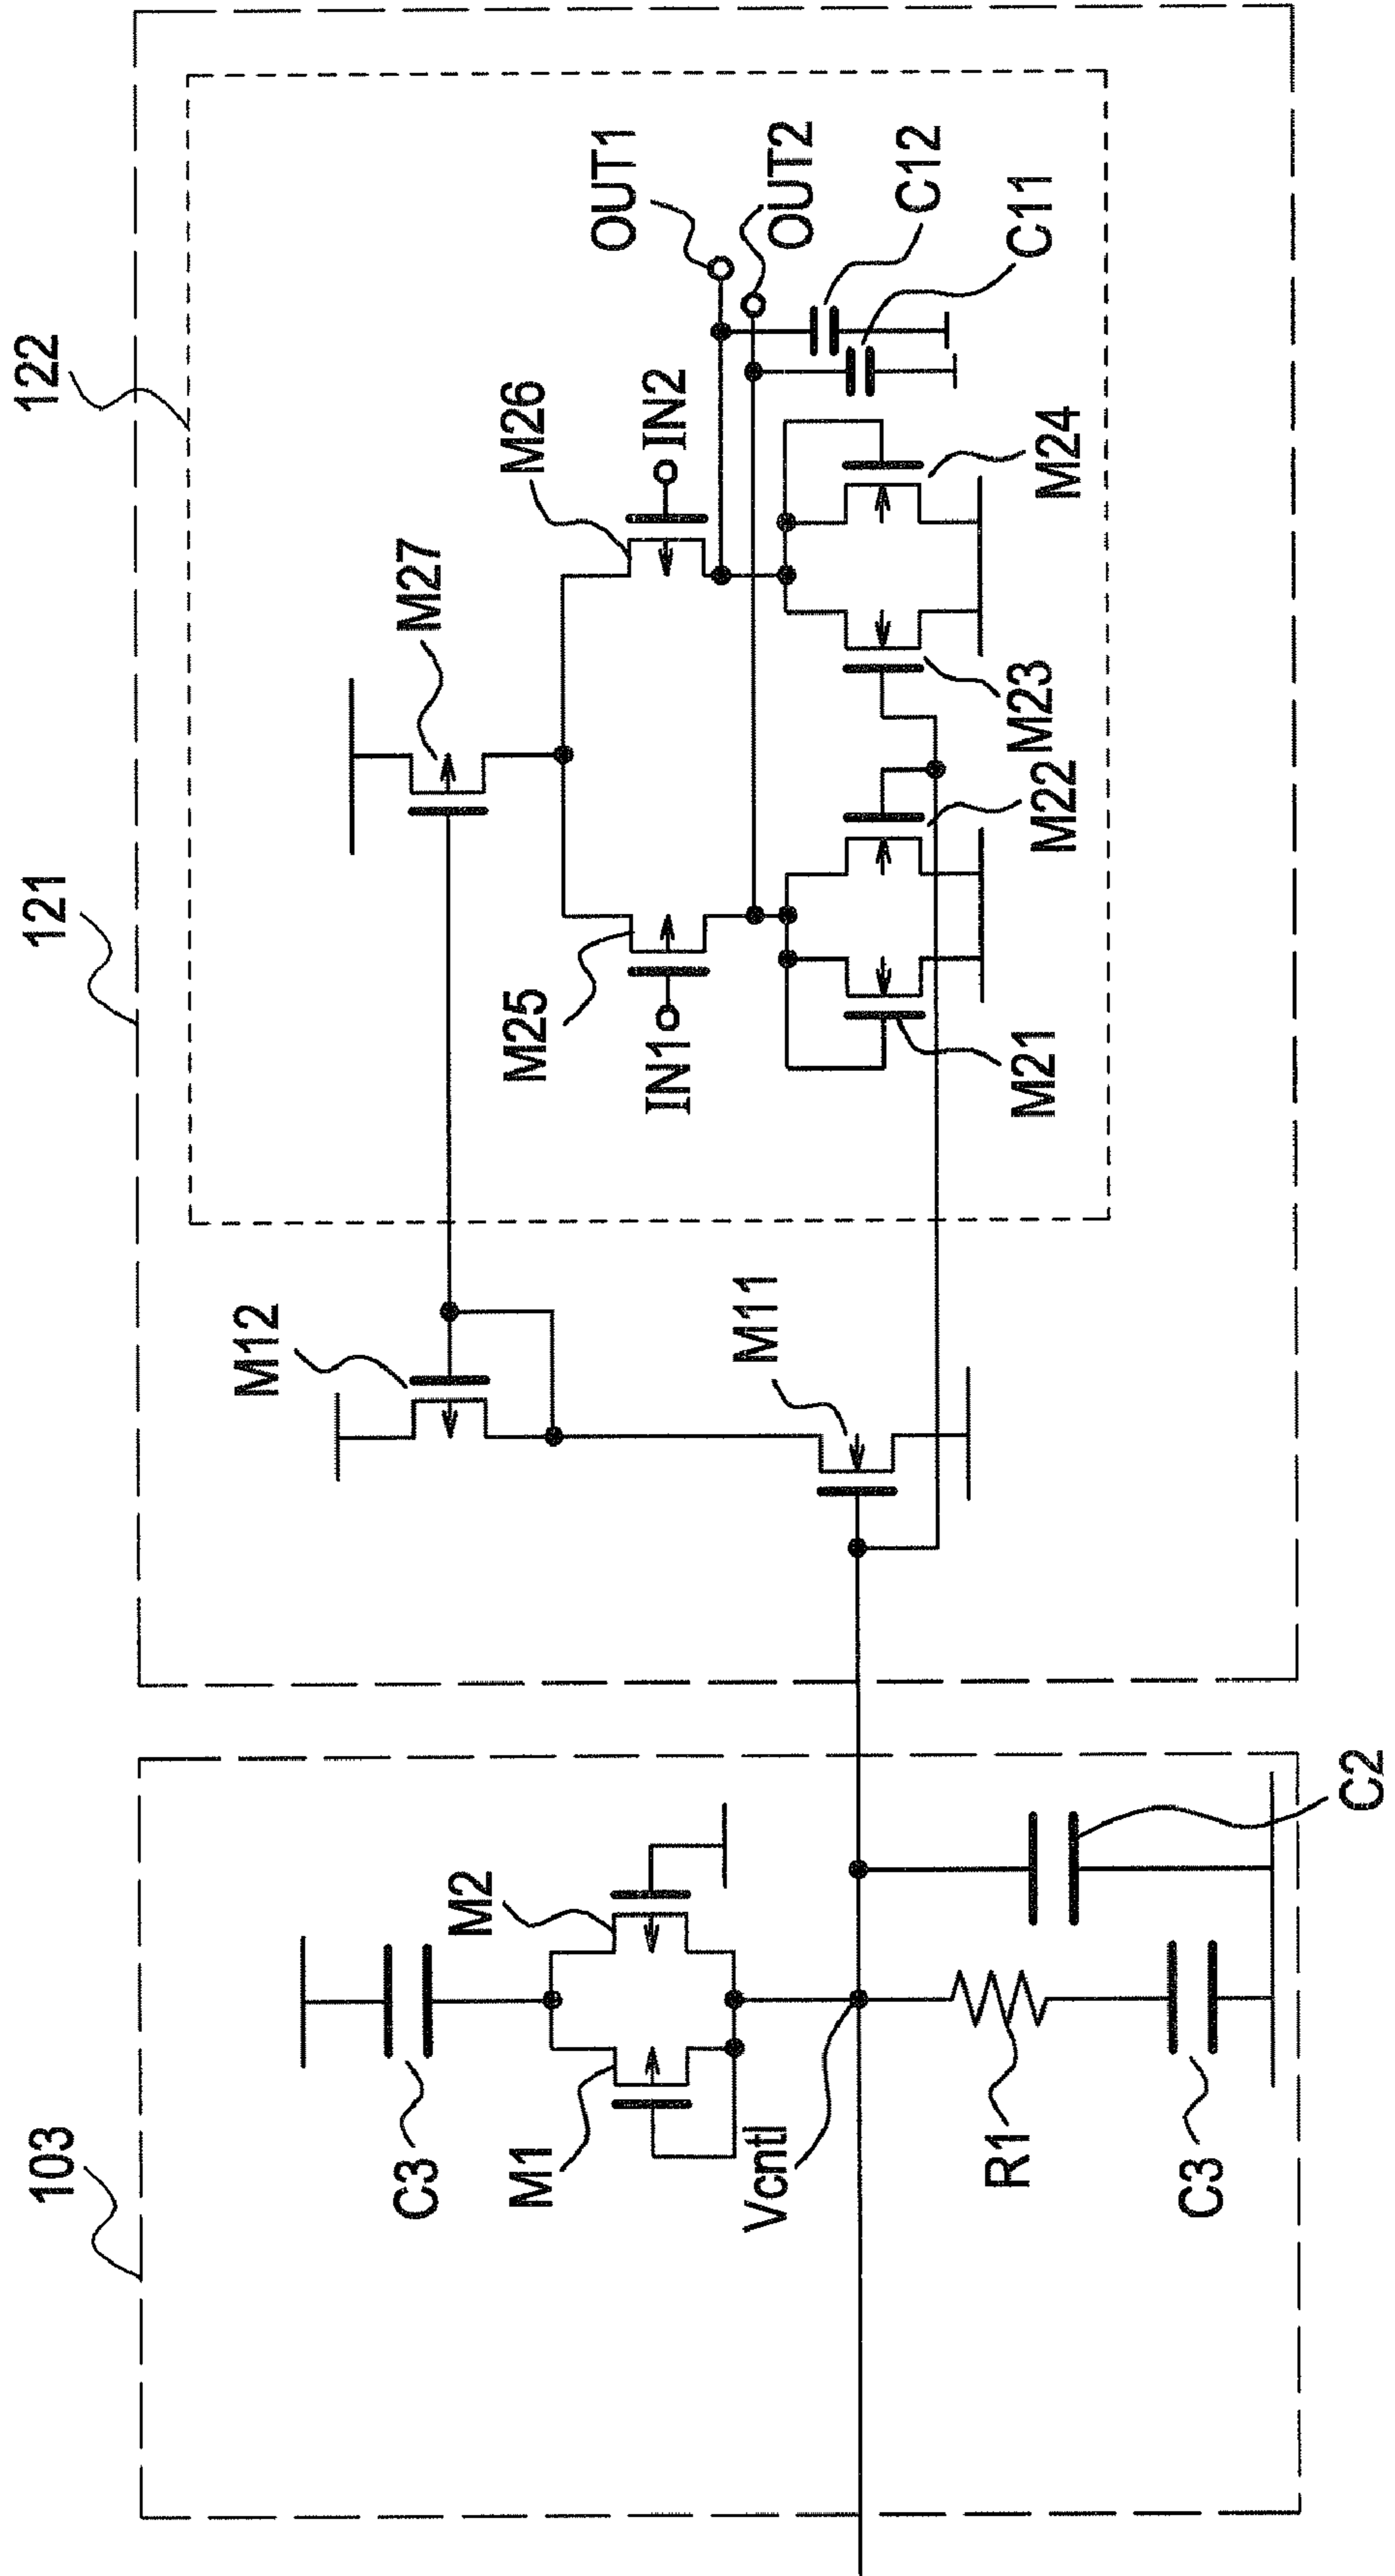 103
121
122
C3
M1
M2
Vcntl
R1
C3
C2
M12
M11
M27
M25
M26
IN1
IN2
OUT1
OUT2
C12
C11
M21
M22
M23
M24